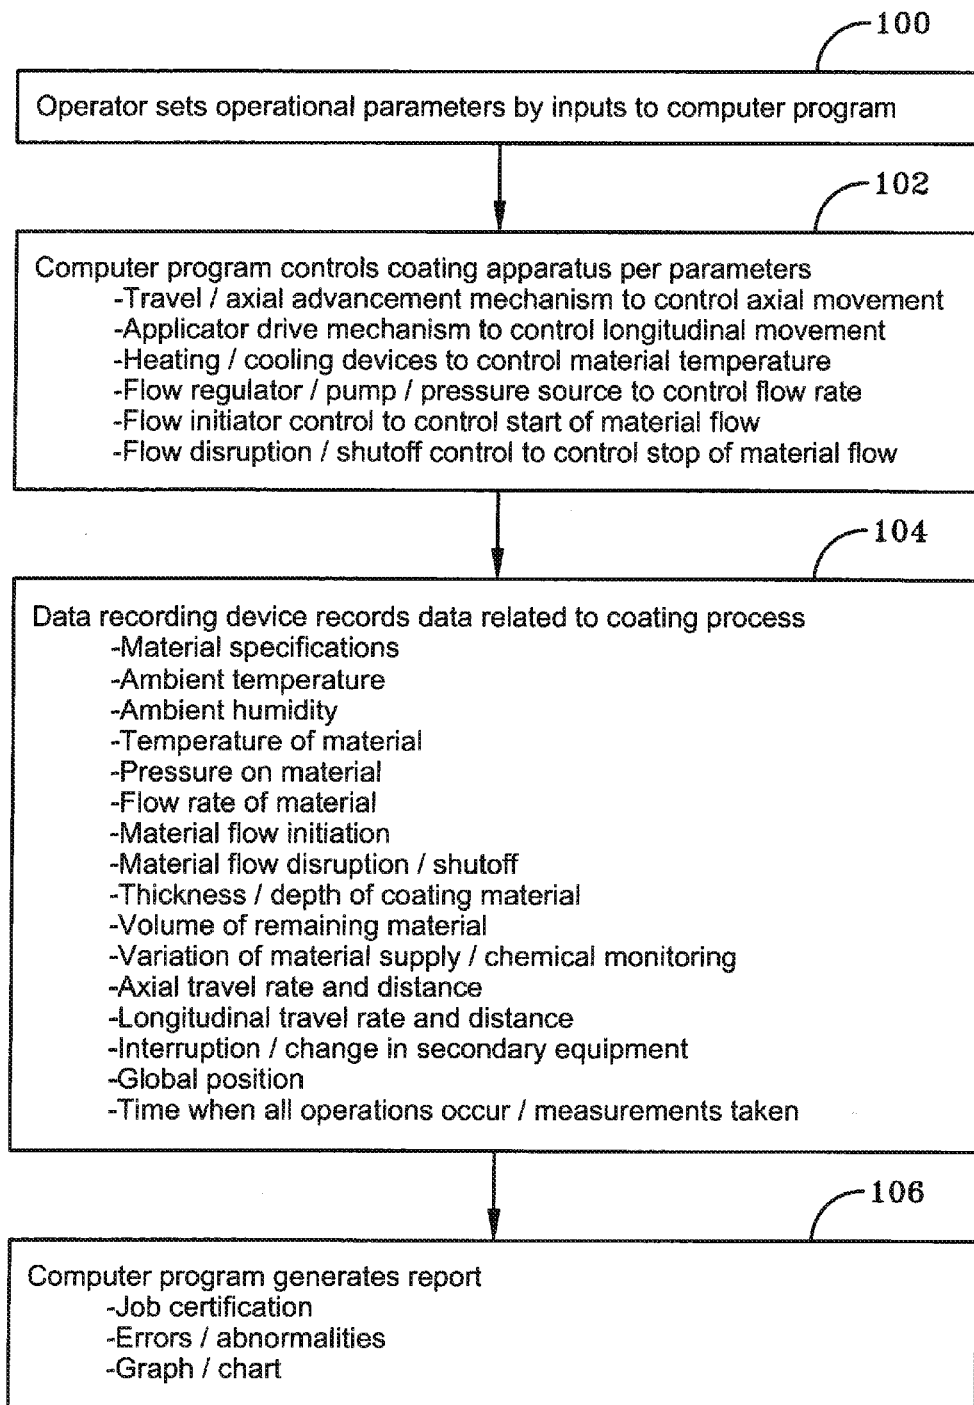 100
Operator sets operational parameters by inputs to computer program
102
Computer program controls coating apparatus per parameters
-Travel / axial advancement mechanism to control axial movement
-Applicator drive mechanism to control longitudinal movement
-Heating / cooling devices to control material temperature
-Flow regulator / pump / pressure source to control flow rate
-Flow initiator control to control start of material flow
-Flow disruption / shutoff control to control stop of material flow
104
Data recording device records data related to coating process
-Material specifications
-Ambient temperature
-Ambient humidity
-Temperature of material
-Pressure on material
-Flow rate of material
-Material flow initiation
-Material flow disruption / shutoff
-Thickness / depth of coating material
-Volume of remaining material
-Variation of material supply / chemical monitoring
-Axial travel rate and distance
-Longitudinal travel rate and distance
-Interruption / change in secondary equipment
-Global position
-Time when all operations occur / measurements taken
106
Computer program generates report
-Job certification
-Errors / abnormalities
-Graph / chart